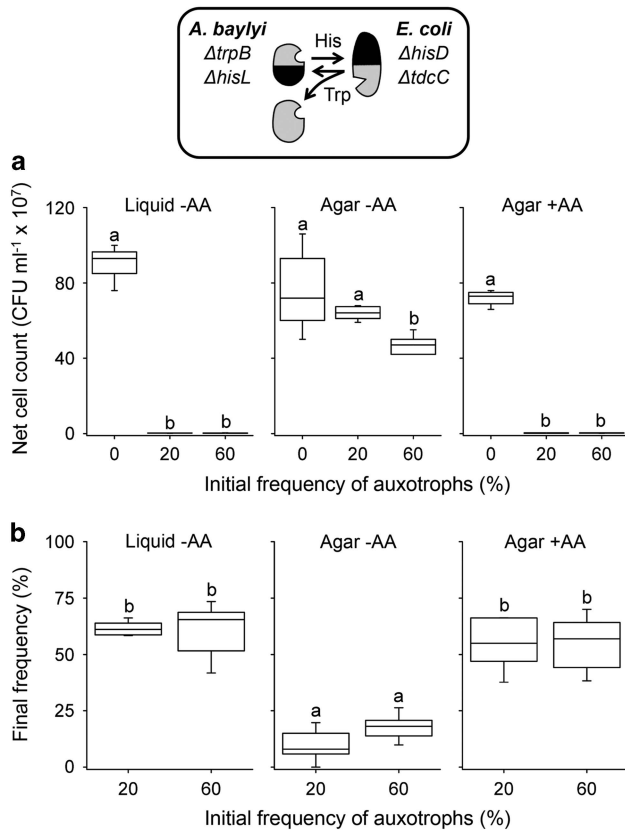 A. baylyi His E. coli
ΔtrpB ΔhisD
ΔhisL ΔtdcC
Trp
a
Liquid -AA Agar -AA Agar +AA
Net cell count (CFU ml-1 x 10⁷)
120
80
40
0
a b b
a a b
a b b
0 20 60 0 20 60 0 20 60
Initial frequency of auxotrophs (%)
b
Liquid -AA Agar -AA Agar +AA
Final frequency (%)
100
75
50
25
0
b b
a a
b b
20 60 20 60 20 60
Initial frequency of auxotrophs (%)